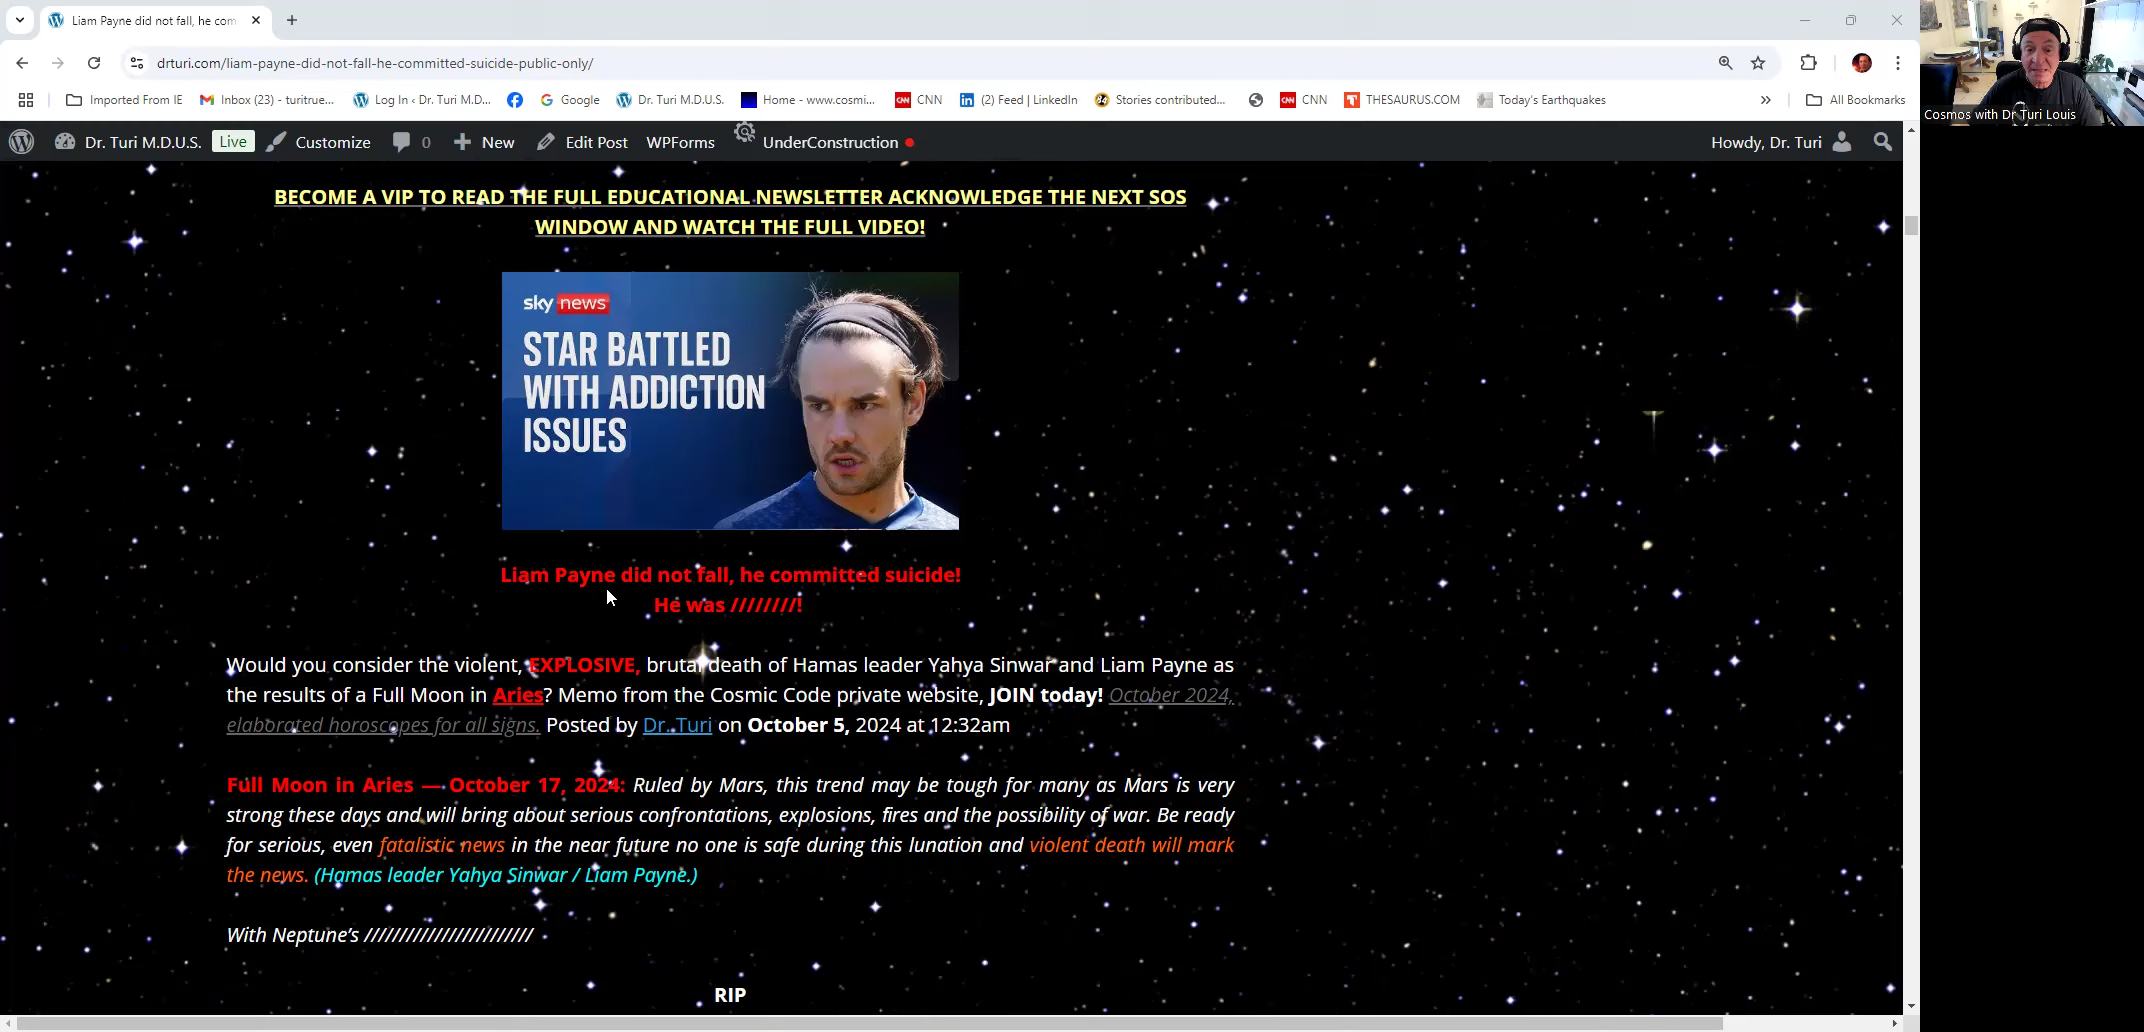 Liam Payne did not fall, he com
drturi.com/liam-payne-did-not-fall-he-committed-suicide-public-only/
Imported From IE
Inbox (23) - turitrue...
Log In ‹ Dr. Turi M.D...
Google
Dr. Turi M.D.U.S.
Home - www.cosmi...
CNN
CNN
(2) Feed | LinkedIn
Stories contributed...
CNN
CNN
THESAURUS.COM
Today's Earthquakes
All Bookmarks
Cosmos with Dr Turi Louis
Dr. Turi M.D.U.S.
Live
Customize
0
New
Edit Post
WPForms
UnderConstruction
Howdy, Dr. Turi
BECOME A VIP TO READ THE FULL EDUCATIONAL NEWSLETTER ACKNOWLEDGE THE NEXT SOS
WINDOW AND WATCH THE FULL VIDEO!
sky news
STAR BATTLED
WITH ADDICTION
ISSUES
Liam Payne did not fall, he committed suicide!
He was ////////!
Would you consider the violent, EXPLOSIVE, brutal death of Hamas leader Yahya Sinwar and Liam Payne as
the results of a Full Moon in Aries? Memo from the Cosmic Code private website, JOIN today! October 2024,
elaborated horoscopes for all signs. Posted by Dr. Turi on October 5, 2024 at 12:32am
Full Moon in Aries — October 17, 2024: Ruled by Mars, this trend may be tough for many as Mars is very
strong these days and will bring about serious confrontations, explosions, fires and the possibility of war. Be ready
for serious, even fatalistic news in the near future no one is safe during this lunation and violent death will mark
the news. (Hamas leader Yahya Sinwar / Liam Payne.)
With Neptune's ////////////////////////
RIP